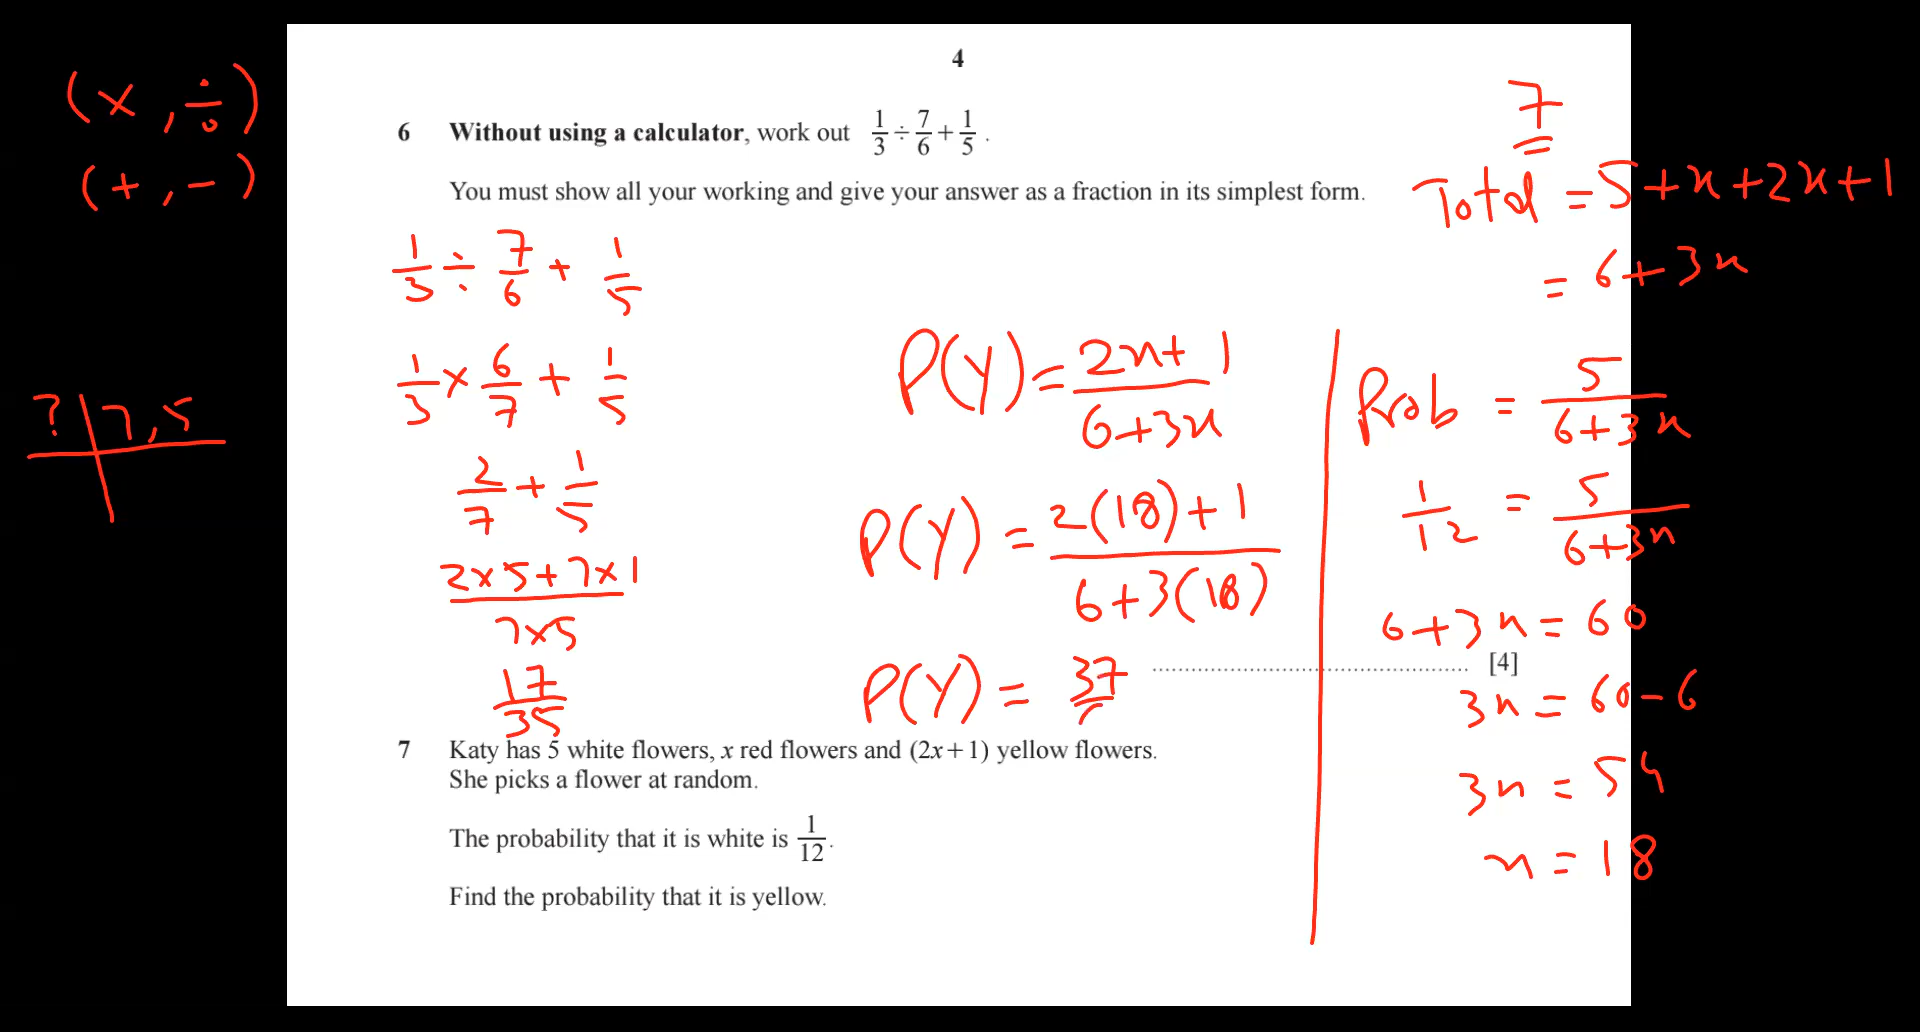 4
(×, ÷)
(+, −)
6 Without using a calculator, work out 1/3 ÷ 7/6 + 1/5 .
You must show all your working and give your answer as a fraction in its simplest form.
1/3 ÷ 7/6 + 1/5
1/3 × 6/7 + 1/5
? | 7, 5
2/7 + 1/5
2×5+7×1 / 7×5
17/35
7
Total = 5+x+2x+1
= 6+3x
P(Y) = 2x+1 / 6+3x
P(Y) = 2(18)+1 / 6+3(18)
P(Y) = 37/
Prob = 5 / 6+3x
1/12 = 5 / 6+3x
6+3x = 60
[4]
3x = 60−6
3x = 54
x = 18
7 Katy has 5 white flowers, x red flowers and (2x+1) yellow flowers.
She picks a flower at random.
The probability that it is white is 1/12.
Find the probability that it is yellow.